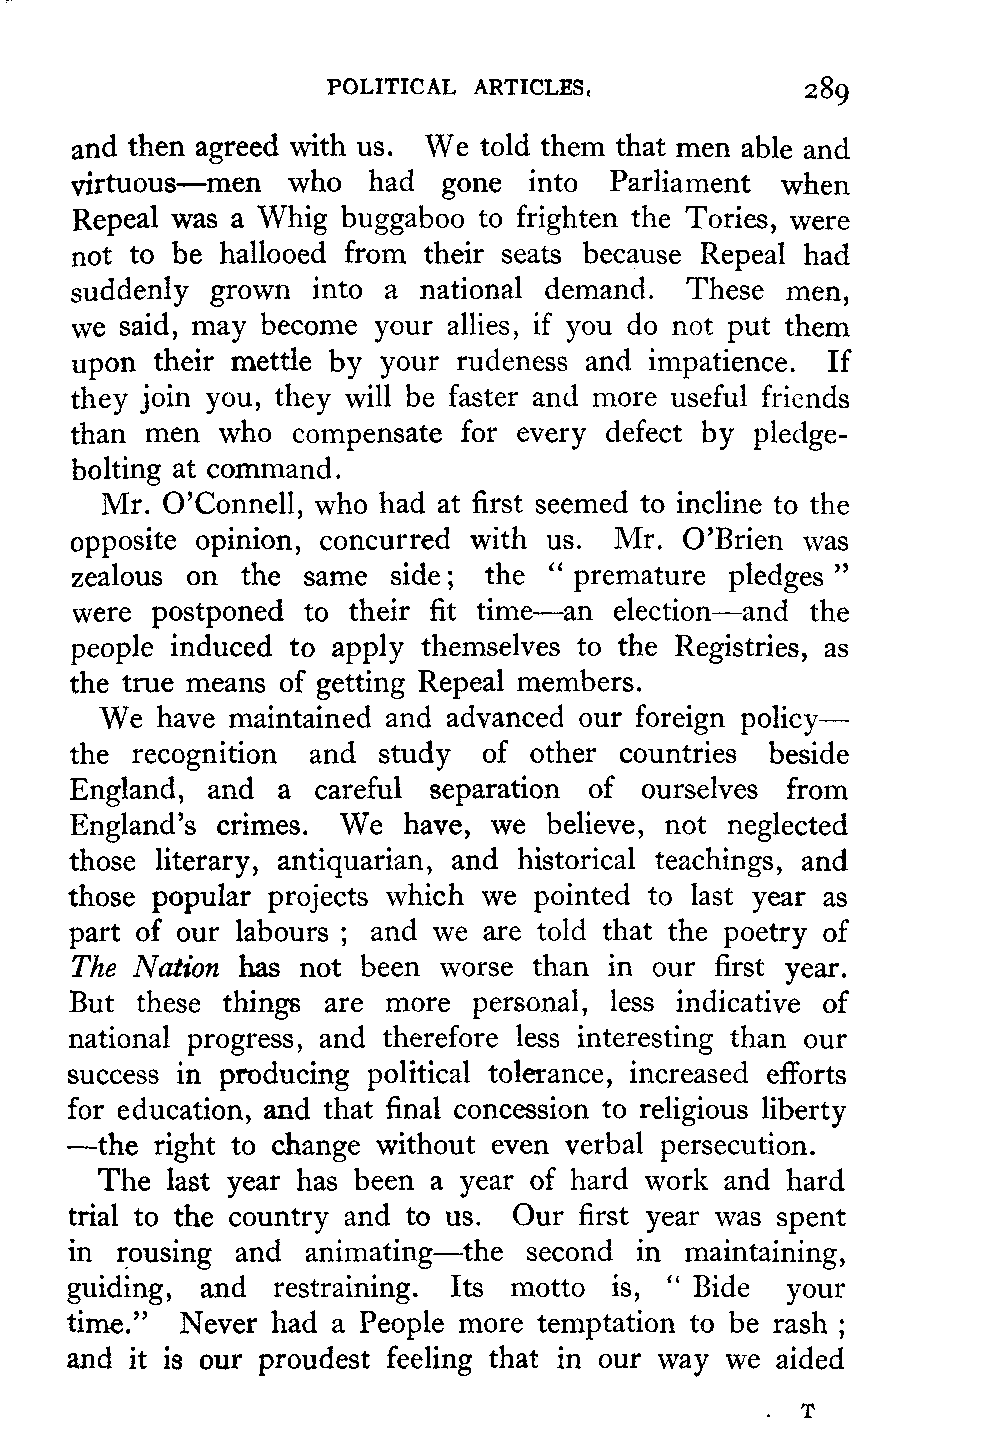 POLITICAL ARTICLES, 289
and then agreed with us. We told them that men able and
virtuous—men who had gone into Parliament when
Repeal was a Whig buggaboo to frighten the Tories, were
not to be hallooed from their seats because Repeal had
suddenly grown into a national demand. These men,
we said, may become your allies, if you do not put them
upon their mettle by your rudeness and impatience. If
they join you, they will be faster and more useful friends
than men who compensate for every defect by pledge-
bolting at command.
Mr. O'Connell, who had at first seemed to incline to the
opposite opinion, concurred with us. Mr. O'Brien was
zealous on the same side; the “ premature pledges ”
were postponed to their fit time—an election—and the
people induced to apply themselves to the Registries, as
the true means of getting Repeal members.
We have maintained and advanced our foreign policy—
the recognition and study of other countries beside
England, and a careful separation of ourselves from
England's crimes. We have, we believe, not neglected
those literary, antiquarian, and historical teachings, and
those popular projects which we pointed to last year as
part of our labours ; and we are told that the poetry of
The Nation has not been worse than in our first year.
But these things are more personal, less indicative of
national progress, and therefore less interesting than our
success in producing political tolerance, increased efforts
for education, and that final concession to religious liberty
—the right to change without even verbal persecution.
The last year has been a year of hard work and hard
trial to the country and to us. Our first year was spent
in rousing and animating—the second in maintaining,
guiding, and restraining. Its motto is, “ Bide your
time.” Never had a People more temptation to be rash ;
and it is our proudest feeling that in our way we aided
T